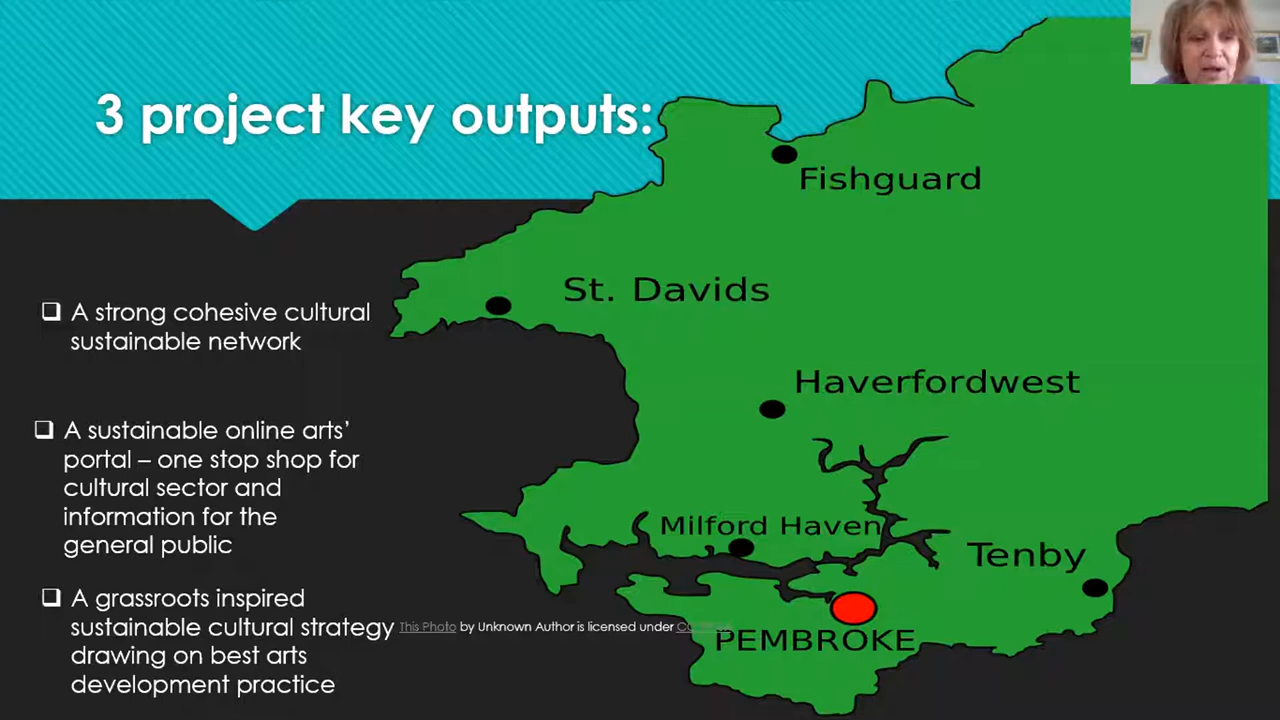 3 project key outputs:
❑ A strong cohesive cultural
sustainable network
❑ A sustainable online arts’
portal – one stop shop for
cultural sector and
information for the
general public
❑ A grassroots inspired
sustainable cultural strategy
drawing on best arts
development practice
Fishguard
St. Davids
Haverfordwest
Milford Haven
Tenby
PEMBROKE
This Photo by Unknown Author is licensed under